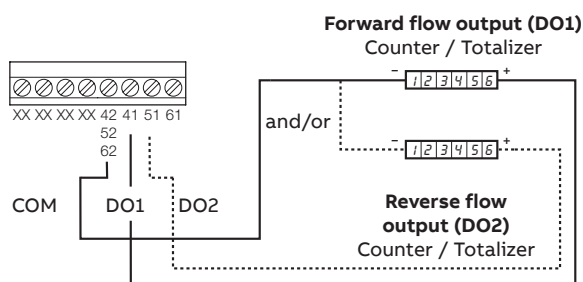 Forward flow output (DO1)
Counter / Totalizer
– 1 2 3 4 5 6 +
XX XX XX XX 42 41 51 61
52
62
and/or
– 1 2 3 4 5 6 +
COM DO1 DO2
Reverse flow
output (DO2)
Counter / Totalizer